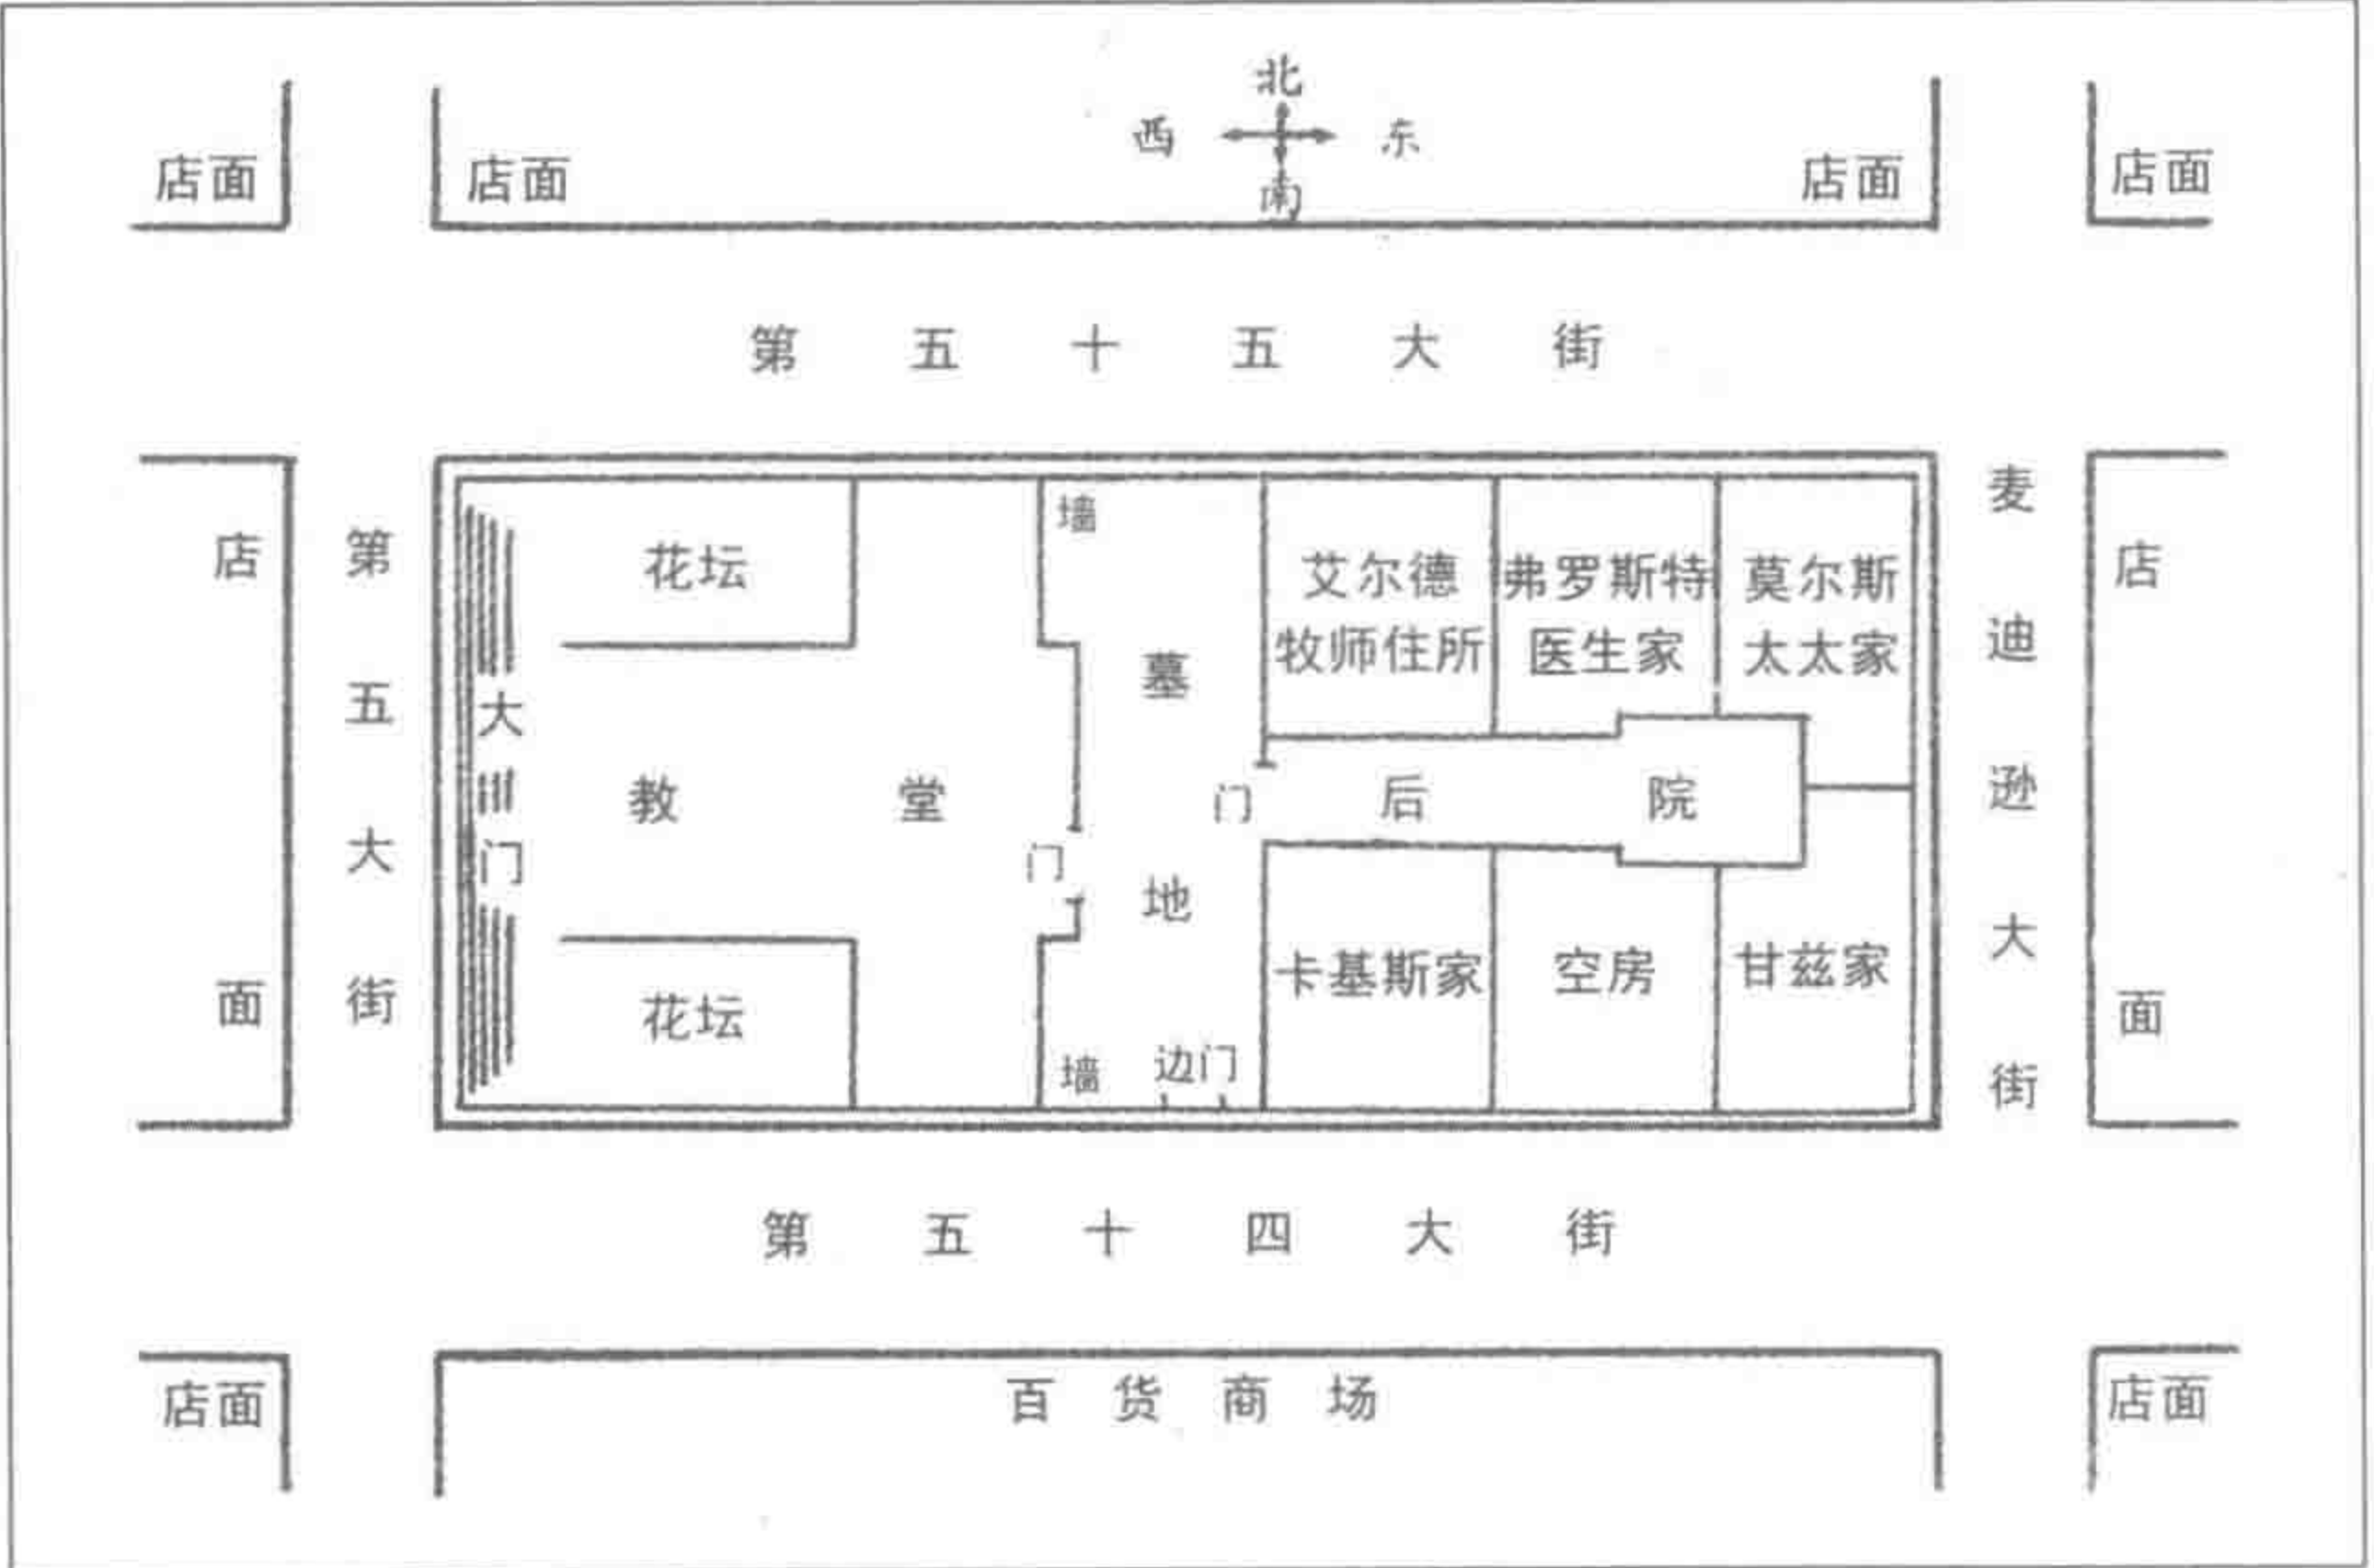 北
西 东
南
店面 店面 店面 店面
第五十五大街
店面
第五大街
花坛
墙
艾尔德
牧师住所
弗罗斯特
医生家
莫尔斯
太太家
麦迪逊大街
店面
大门
教堂
门
墓地
门
后院
花坛
墙
边门
卡基斯家
空房
甘兹家
第五十四大街
店面
百货商场
店面